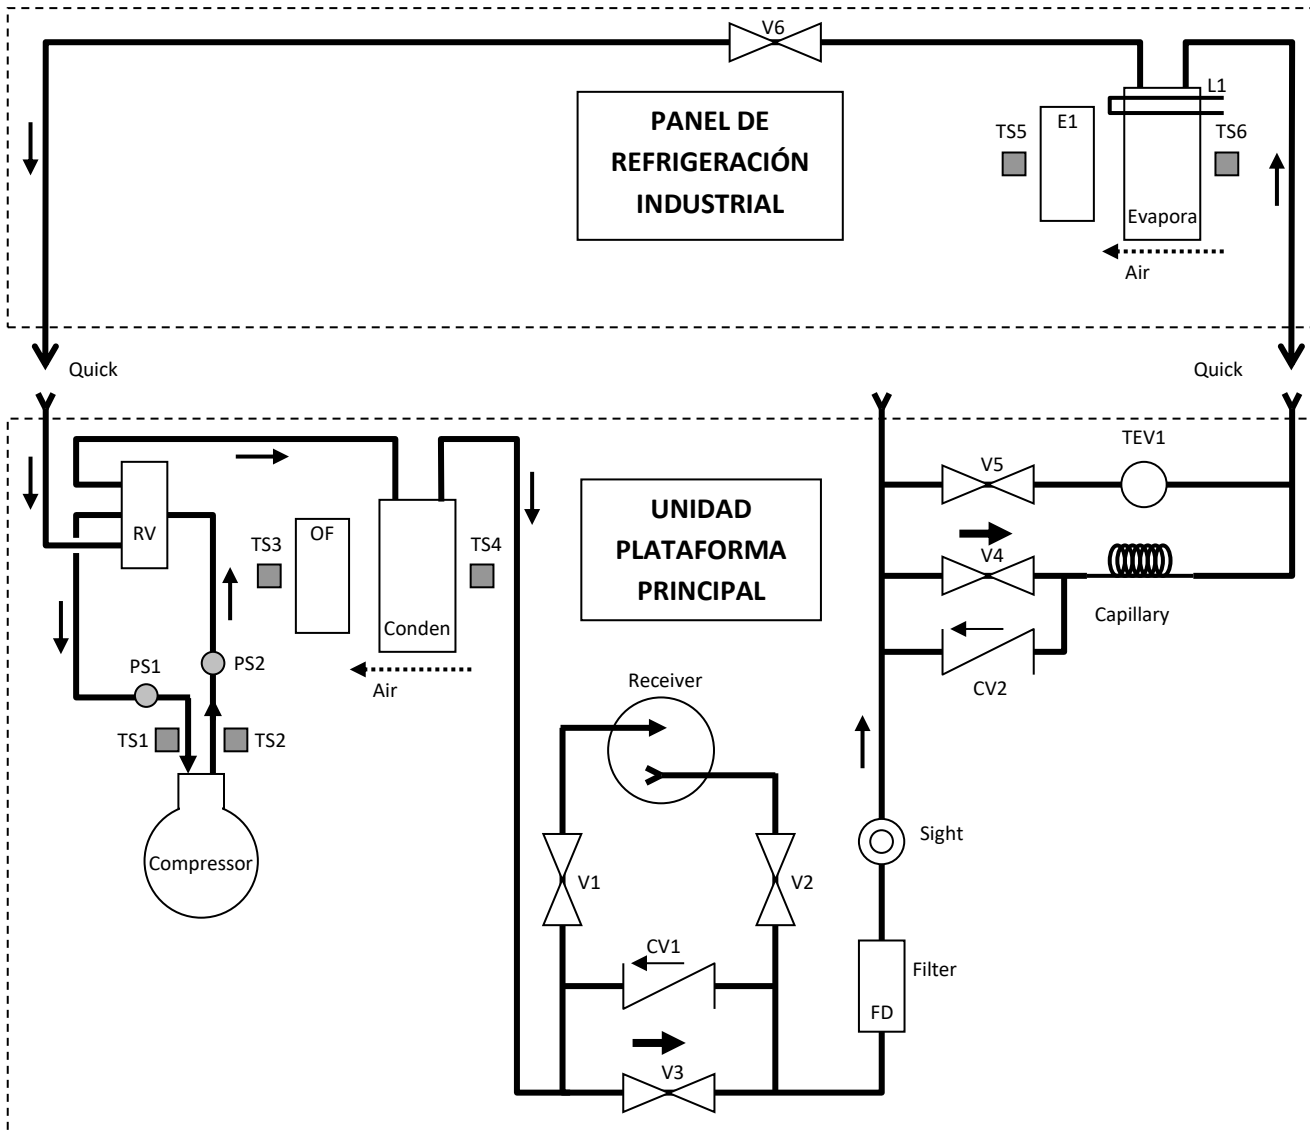 V6
L1
PANEL DE
REFRIGERACIÓN
INDUSTRIAL
TS5
E1
TS6
Evapora
Air
Quick
Quick
TEV1
V5
UNIDAD
PLATAFORMA
PRINCIPAL
RV
TS3
OF
TS4
V4
Conden
Capillary
PS1
PS2
Air
CV2
Receiver
TS1
TS2
Sight
Compressor
V1
V2
CV1
Filter
FD
V3